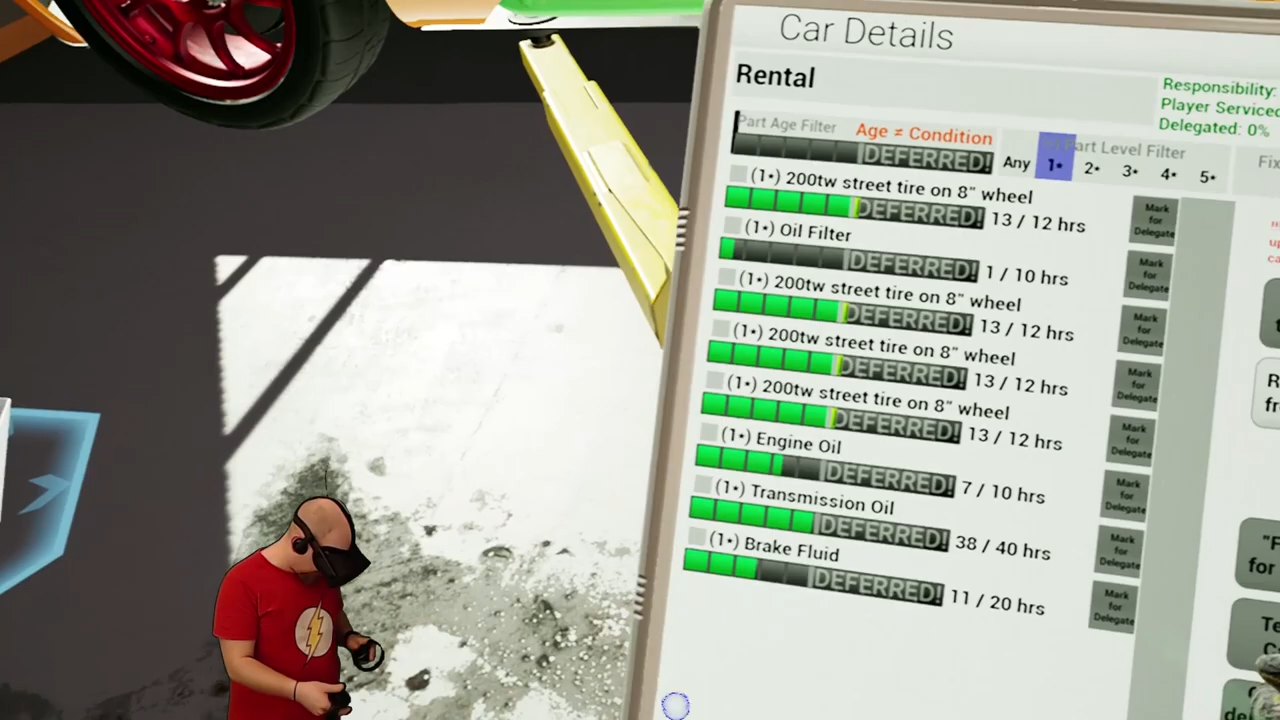 Car Details
Rental
Responsibility:
Player Serviced
Delegated: 0%
Part Age Filter Age ≠ Condition
DEFERRED!
Part Level Filter
Any 1• 2• 3• 4• 5•
(1•) 200tw street tire on 8" wheel
DEFERRED! 13 / 12 hrs
Mark for Delegate
(1•) Oil Filter
DEFERRED! 1 / 10 hrs
Mark for Delegate
(1•) 200tw street tire on 8" wheel
DEFERRED! 13 / 12 hrs
Mark for Delegate
(1•) 200tw street tire on 8" wheel
DEFERRED! 13 / 12 hrs
Mark for Delegate
(1•) 200tw street tire on 8" wheel
DEFERRED! 13 / 12 hrs
Mark for Delegate
(1•) Engine Oil
DEFERRED! 7 / 10 hrs
Mark for Delegate
(1•) Transmission Oil
DEFERRED! 38 / 40 hrs
Mark for Delegate
(1•) Brake Fluid
DEFERRED! 11 / 20 hrs
Mark for Delegate